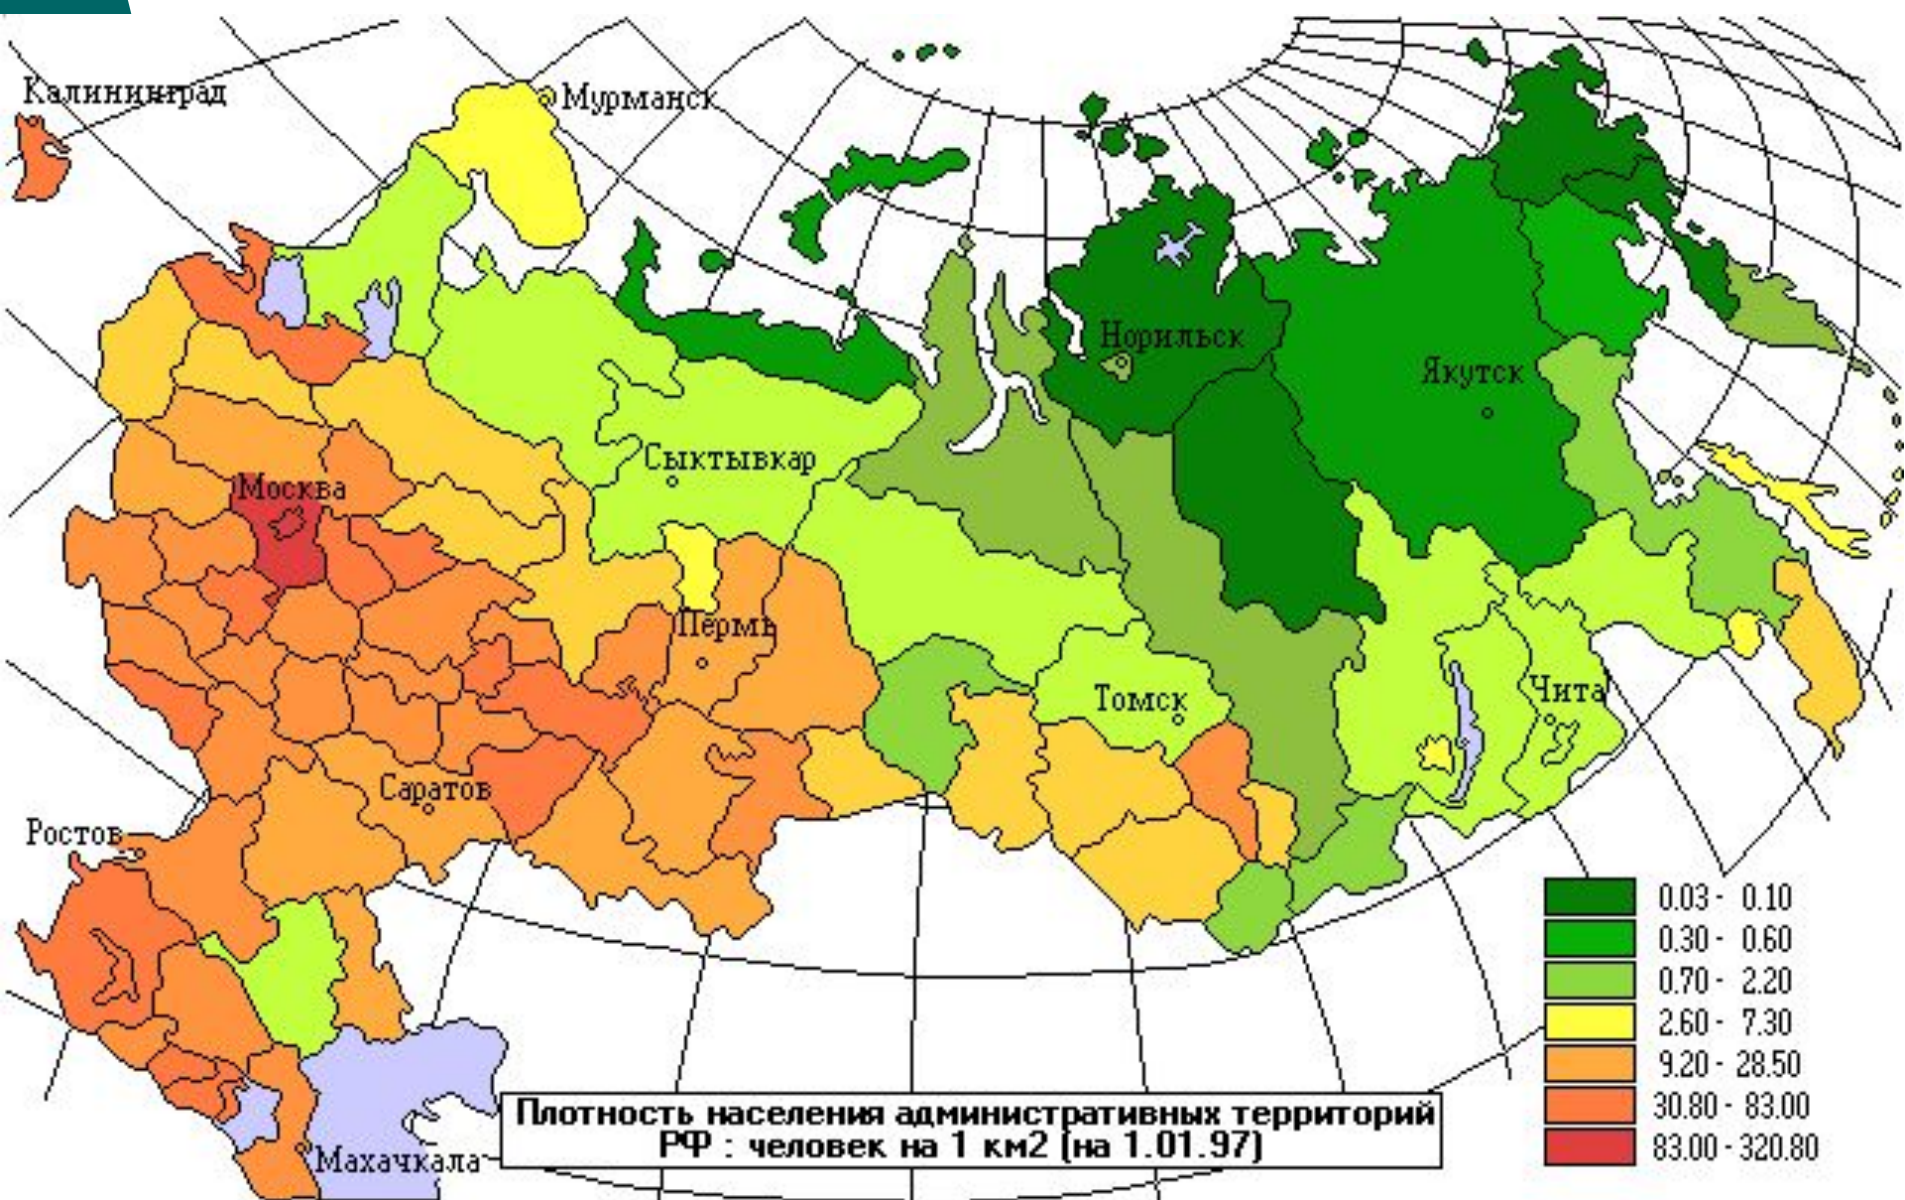 Калининград
Мурманск
Норильск
Якутск
Сыктывкар
Москва
Пермь
Томск
Чита
Саратов
Ростов
0.03 - 0.10
0.30 - 0.60
0.70 - 2.20
2.60 - 7.30
9.20 - 28.50
30.80 - 83.00
83.00 - 320.80
Плотность населения административных территорий
РФ : человек на 1 км2 (на 1.01.97)
Махачкала